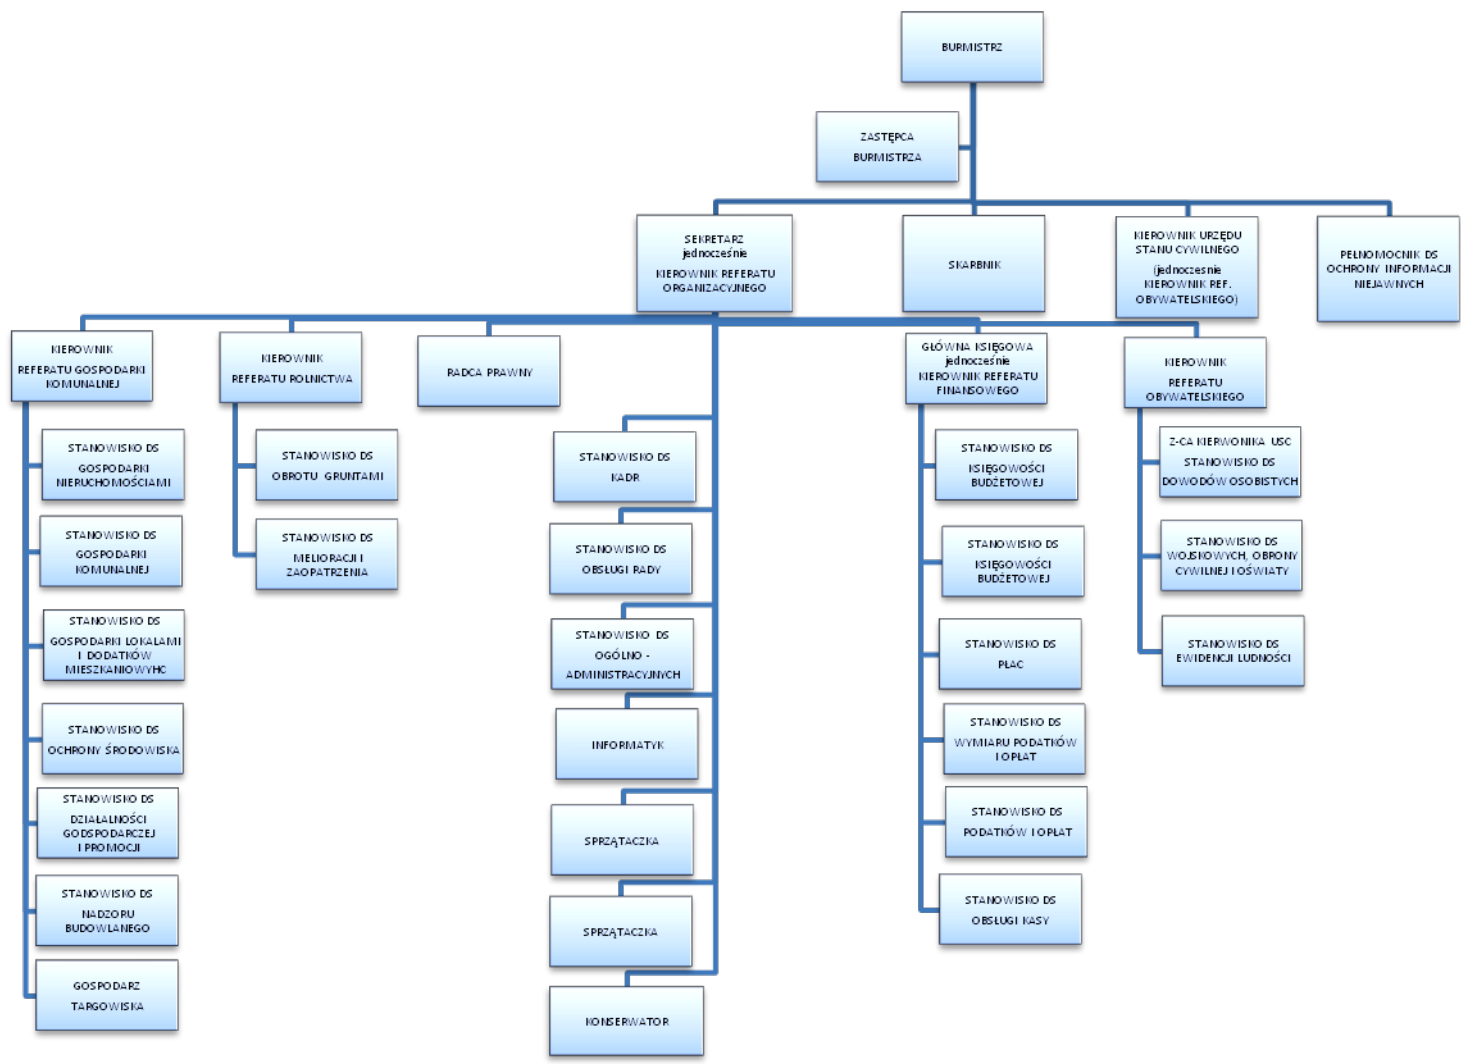 BURMISTRZ
ZASTĘPCA
BURMISTRZA
SEKRETARZ
jednocześnie
KIEROWNIK REFERATU
ORGANIZACYJNEGO
SKARBNIK
KIEROWNIK URZĘDU
STANU CYWILNEGO
(jednoczesnie
KIEROWNIK REF.
OBYWATELSKIEGO)
PEŁNOMOCNIK DS
OCHRONY INFORMACJI
NIEJAWNYCH
KIEROWNIK
REFERATU GOSPODARKI
KOMUNALNEJ
KIEROWNIK
REFERATU ROLNICTWA
RADCA PRAWNY
GŁÓWNA KSIĘGOWA
jednocześnie
KIEROWNIK REFERATU
FINANSOWEGO
KIEROWNIK
REFERATU
OBYWATELSKIEGO
STANOWISKO DS
GOSPODARKI
NIERUCHOMOŚCIAMI
STANOWISKO DS
GOSPODARKI
KOMUNALNEJ
STANOWISKO DS
GOSPODARKI LOKALAMI
I DODATKÓW
MIESZKANIOWYHC
STANOWISKO DS
OCHRONY ŚRODOWISKA
STANOWISKO DS
DZIAŁALNOŚCI
GODSPODARCZEJ
I PROMOCJI
STANOWISKO DS
NADZORU
BUDOWLANEGO
GOSPODARZ
TARGOWISKA
STANOWISKO DS
OBROTU GRUNTAMI
STANOWISKO DS
MELIORACJI I
ZAOPATRZENIA
STANOWISKO DS
KADR
STANOWISKO DS
OBSŁUGI RADY
STANOWISKO DS
OGÓLNO -
ADMINISTRACYJNYCH
INFORMATYK
SPRZĄTACZKA
SPRZĄTACZKA
KONSERWATOR
STANOWISKO DS
KSIĘGOWOŚCI
BUDŻETOWEJ
STANOWISKO DS
KSIĘGOWOŚCI
BUDŻETOWEJ
STANOWISKO DS
PŁAC
STANOWISKO DS
WYMIARU PODATKÓW
I OPŁAT
STANOWISKO DS
PODATKÓW I OPŁAT
STANOWISKO DS
OBSŁUGI KASY
Z-CA KIERWONIKA USC
STANOWISKO DS
DOWODÓW OSOBISTYCH
STANOWISKO DS
WOJSKOWYCH, OBRONY
CYWILNEJ I OŚWIATY
STANOWISKO DS
EWIDENCJI LUDNOŚCI